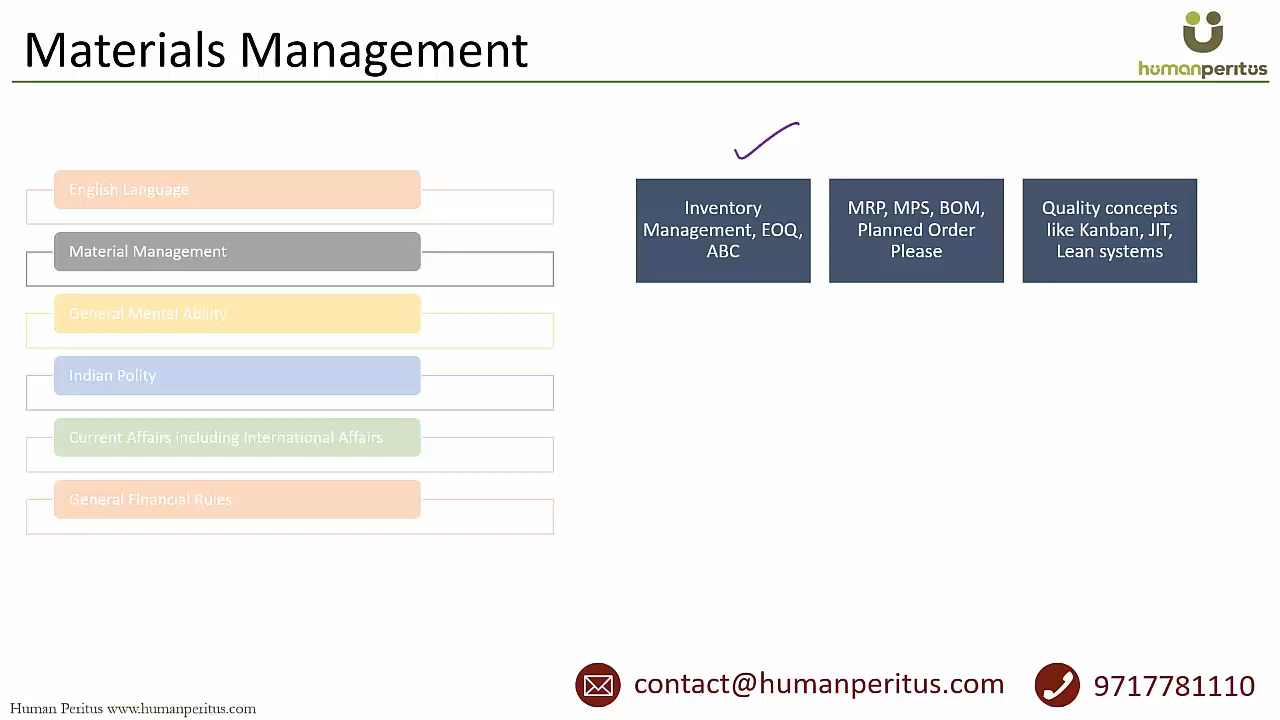 Materials Management
humanperitus
English Language
Material Management
General Mental Ability
Indian Polity
Current Affairs including International Affairs
General Financial Rules
Inventory
Management, EOQ,
ABC
MRP, MPS, BOM,
Planned Order
Please
Quality concepts
like Kanban, JIT,
Lean systems
contact@humanperitus.com
9717781110
Human Peritus www.humanperitus.com